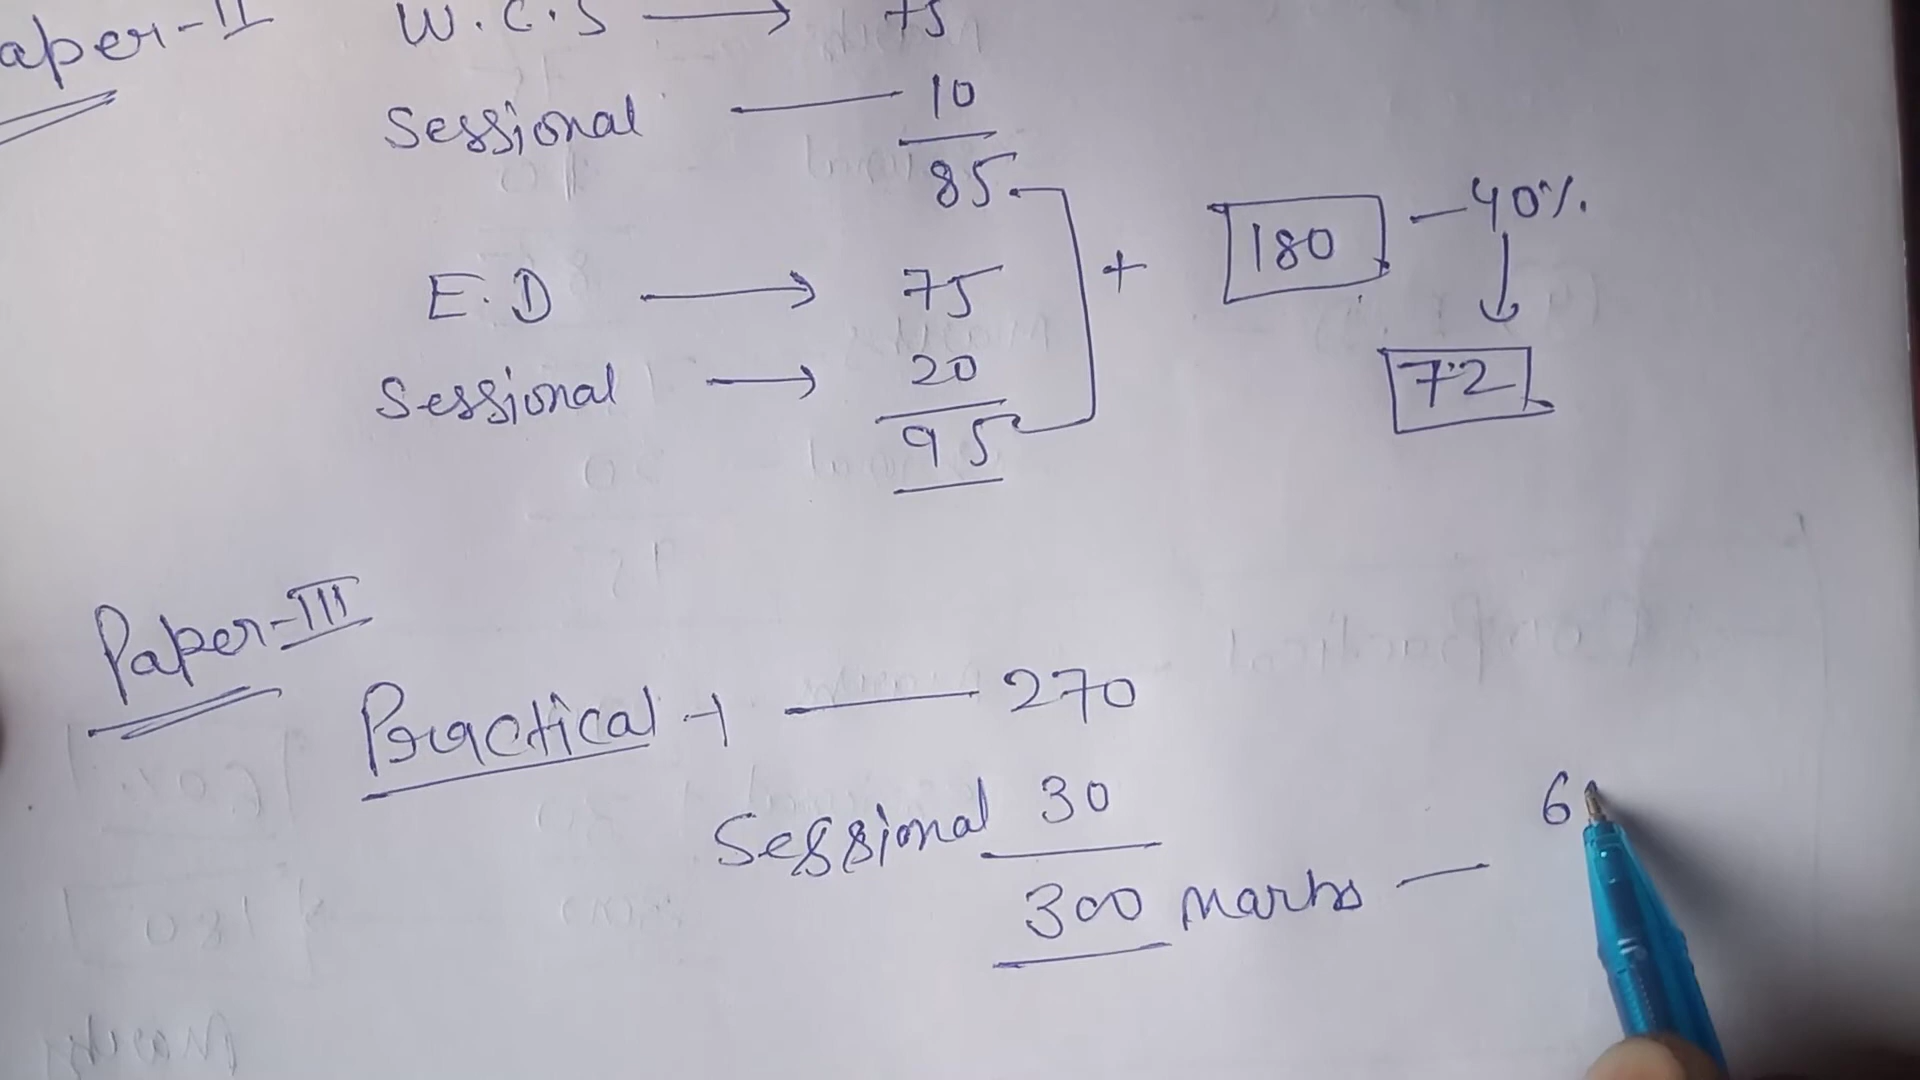 aper-II W.C.S → 75
Sessional — 10
85
180 - 40%
E.D → 75 +
72
Sessional → 20
95
Paper-III
Practical → — 270
Sessional 30
300 marks — 6